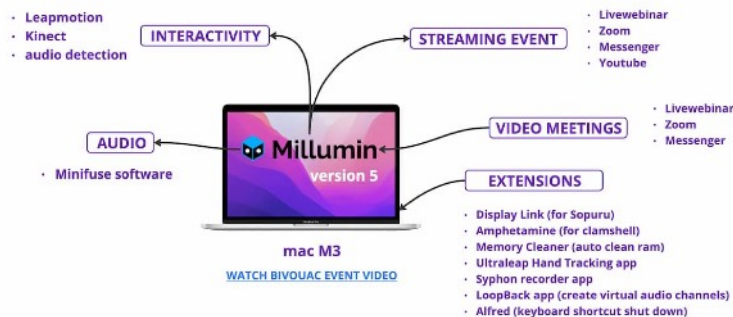 Leapmotion
Kinect
audio detection
INTERACTIVITY
STREAMING EVENT
Livewebinar
Zoom
Messenger
Youtube
AUDIO
Minifuse software
Millumin
version 5
VIDEO MEETINGS
Livewebinar
Zoom
Messenger
EXTENSIONS
Display Link (for Sopuru)
Amphetamine (for clamshell)
Memory Cleaner (auto clean ram)
Ultraleap Hand Tracking app
Syphon recorder app
LoopBack app (create virtual audio channels)
Alfred (keyboard shortcut shut down)
mac M3
WATCH BIVOUAC EVENT VIDEO